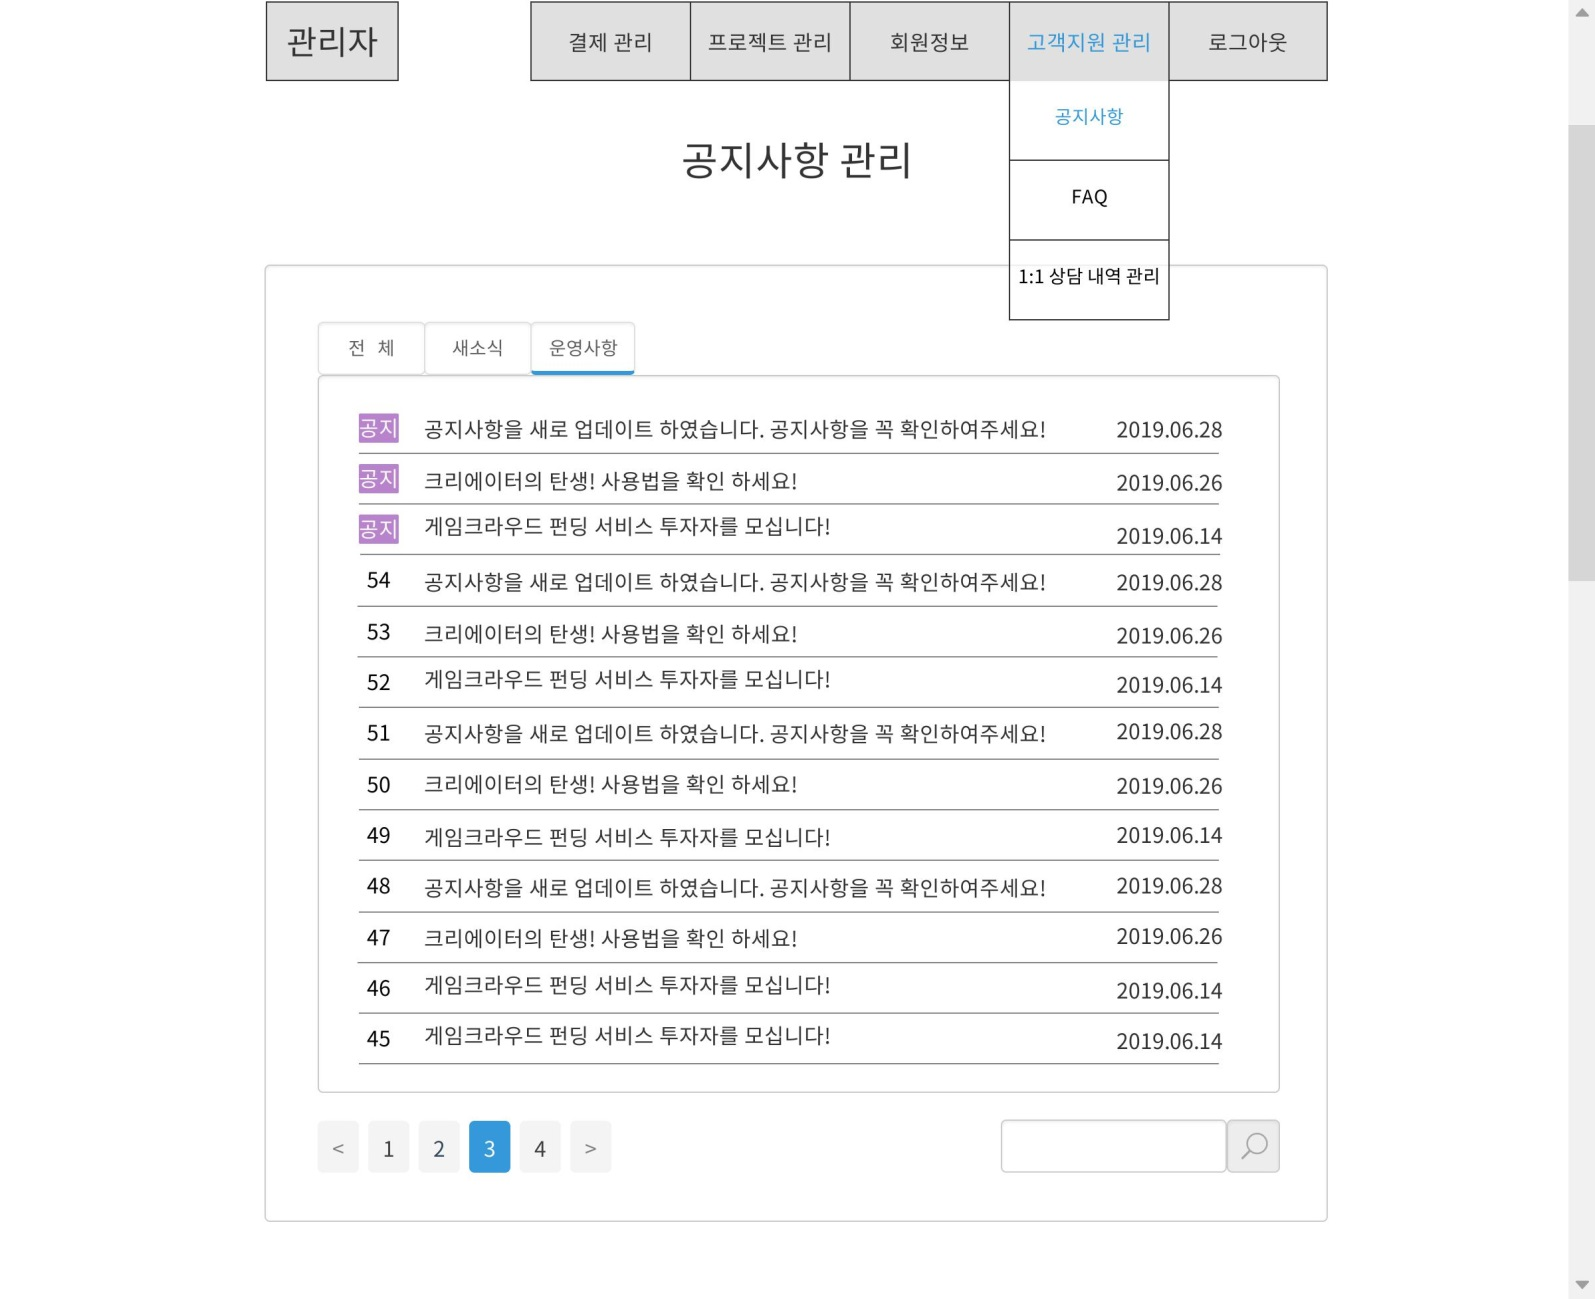 관리자
결제 관리
프로젝트 관리
회원정보
고객지원 관리
로그아웃
공지사항
FAQ
1:1 상담 내역 관리
공지사항 관리
전 체
새소식
운영사항
공지 공지사항을 새로 업데이트 하였습니다. 공지사항을 꼭 확인하여주세요! 2019.06.28
공지 크리에이터의 탄생! 사용법을 확인 하세요! 2019.06.26
공지 게임크라우드 펀딩 서비스 투자자를 모십니다! 2019.06.14
54 공지사항을 새로 업데이트 하였습니다. 공지사항을 꼭 확인하여주세요! 2019.06.28
53 크리에이터의 탄생! 사용법을 확인 하세요! 2019.06.26
52 게임크라우드 펀딩 서비스 투자자를 모십니다! 2019.06.14
51 공지사항을 새로 업데이트 하였습니다. 공지사항을 꼭 확인하여주세요! 2019.06.28
50 크리에이터의 탄생! 사용법을 확인 하세요! 2019.06.26
49 게임크라우드 펀딩 서비스 투자자를 모십니다! 2019.06.14
48 공지사항을 새로 업데이트 하였습니다. 공지사항을 꼭 확인하여주세요! 2019.06.28
47 크리에이터의 탄생! 사용법을 확인 하세요! 2019.06.26
46 게임크라우드 펀딩 서비스 투자자를 모십니다! 2019.06.14
45 게임크라우드 펀딩 서비스 투자자를 모십니다! 2019.06.14
< 1 2 3 4 >